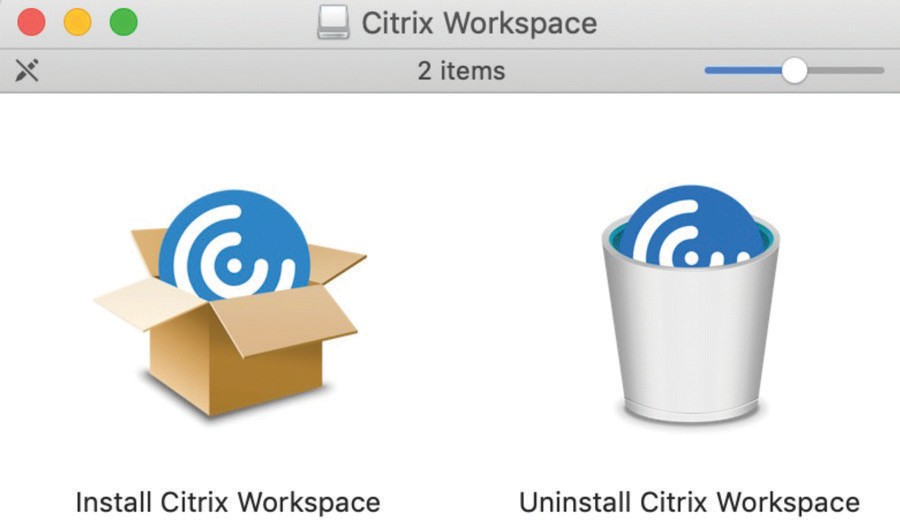 Citrix Workspace
2 items
Install Citrix Workspace
Uninstall Citrix Workspace